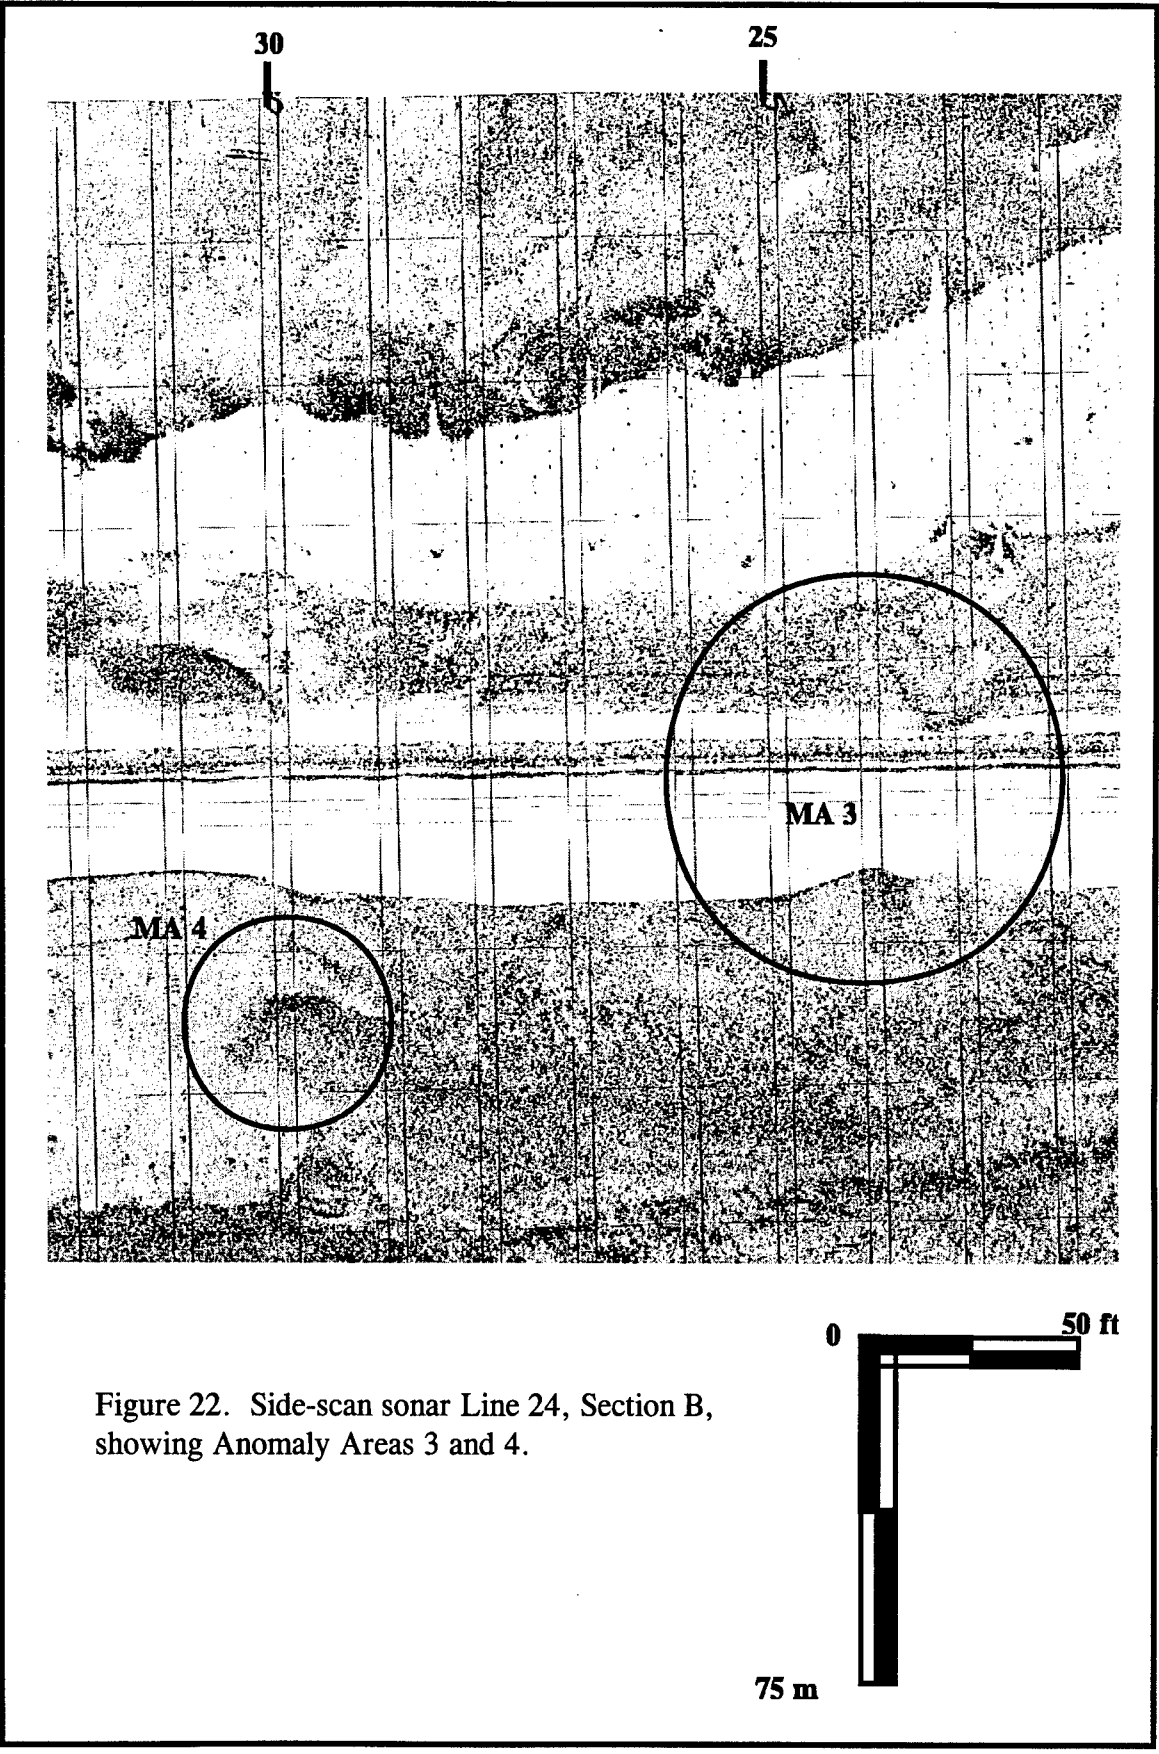 30
25
MA 3
MA 4
0
50 ft
75 m
Figure 22. Side-scan sonar Line 24, Section B,
showing Anomaly Areas 3 and 4.